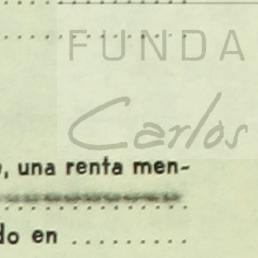 FUNDA
Carlos
, una renta men-
do en ..........